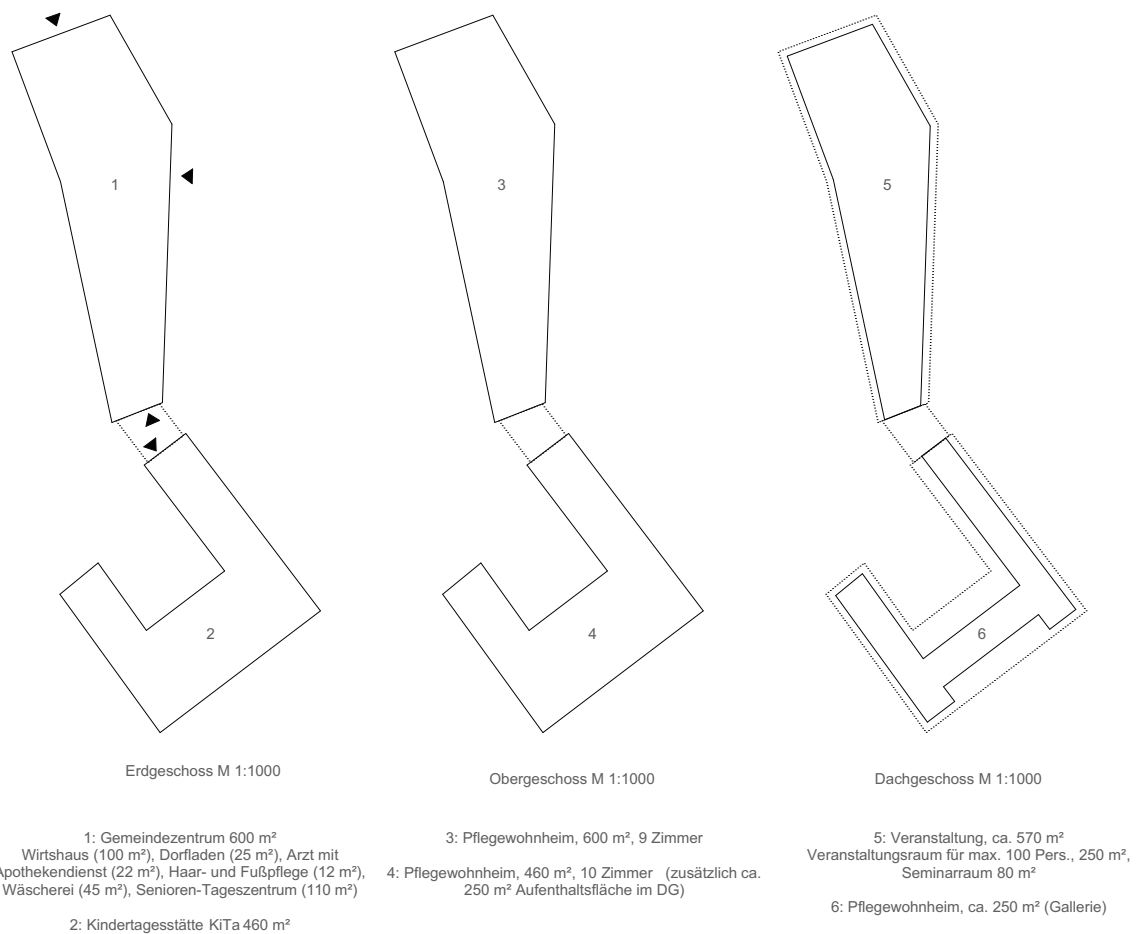 1
3
5
2
4
6
Erdgeschoss M 1:1000
Obergeschoss M 1:1000
Dachgeschoss M 1:1000
1: Gemeindezentrum 600 m²
Wirtshaus (100 m²), Dorfladen (25 m²), Arzt mit
Apothekendienst (22 m²), Haar- und Fußpflege (12 m²),
Wäscherei (45 m²), Senioren-Tageszentrum (110 m²)
2: Kindertagesstätte KiTa 460 m²
3: Pflegewohnheim, 600 m², 9 Zimmer
4: Pflegewohnheim, 460 m², 10 Zimmer (zusätzlich ca.
250 m² Aufenthaltsfläche im DG)
5: Veranstaltung, ca. 570 m²
Veranstaltungsraum für max. 100 Pers., 250 m²,
Seminarraum 80 m²
6: Pflegewohnheim, ca. 250 m² (Gallerie)